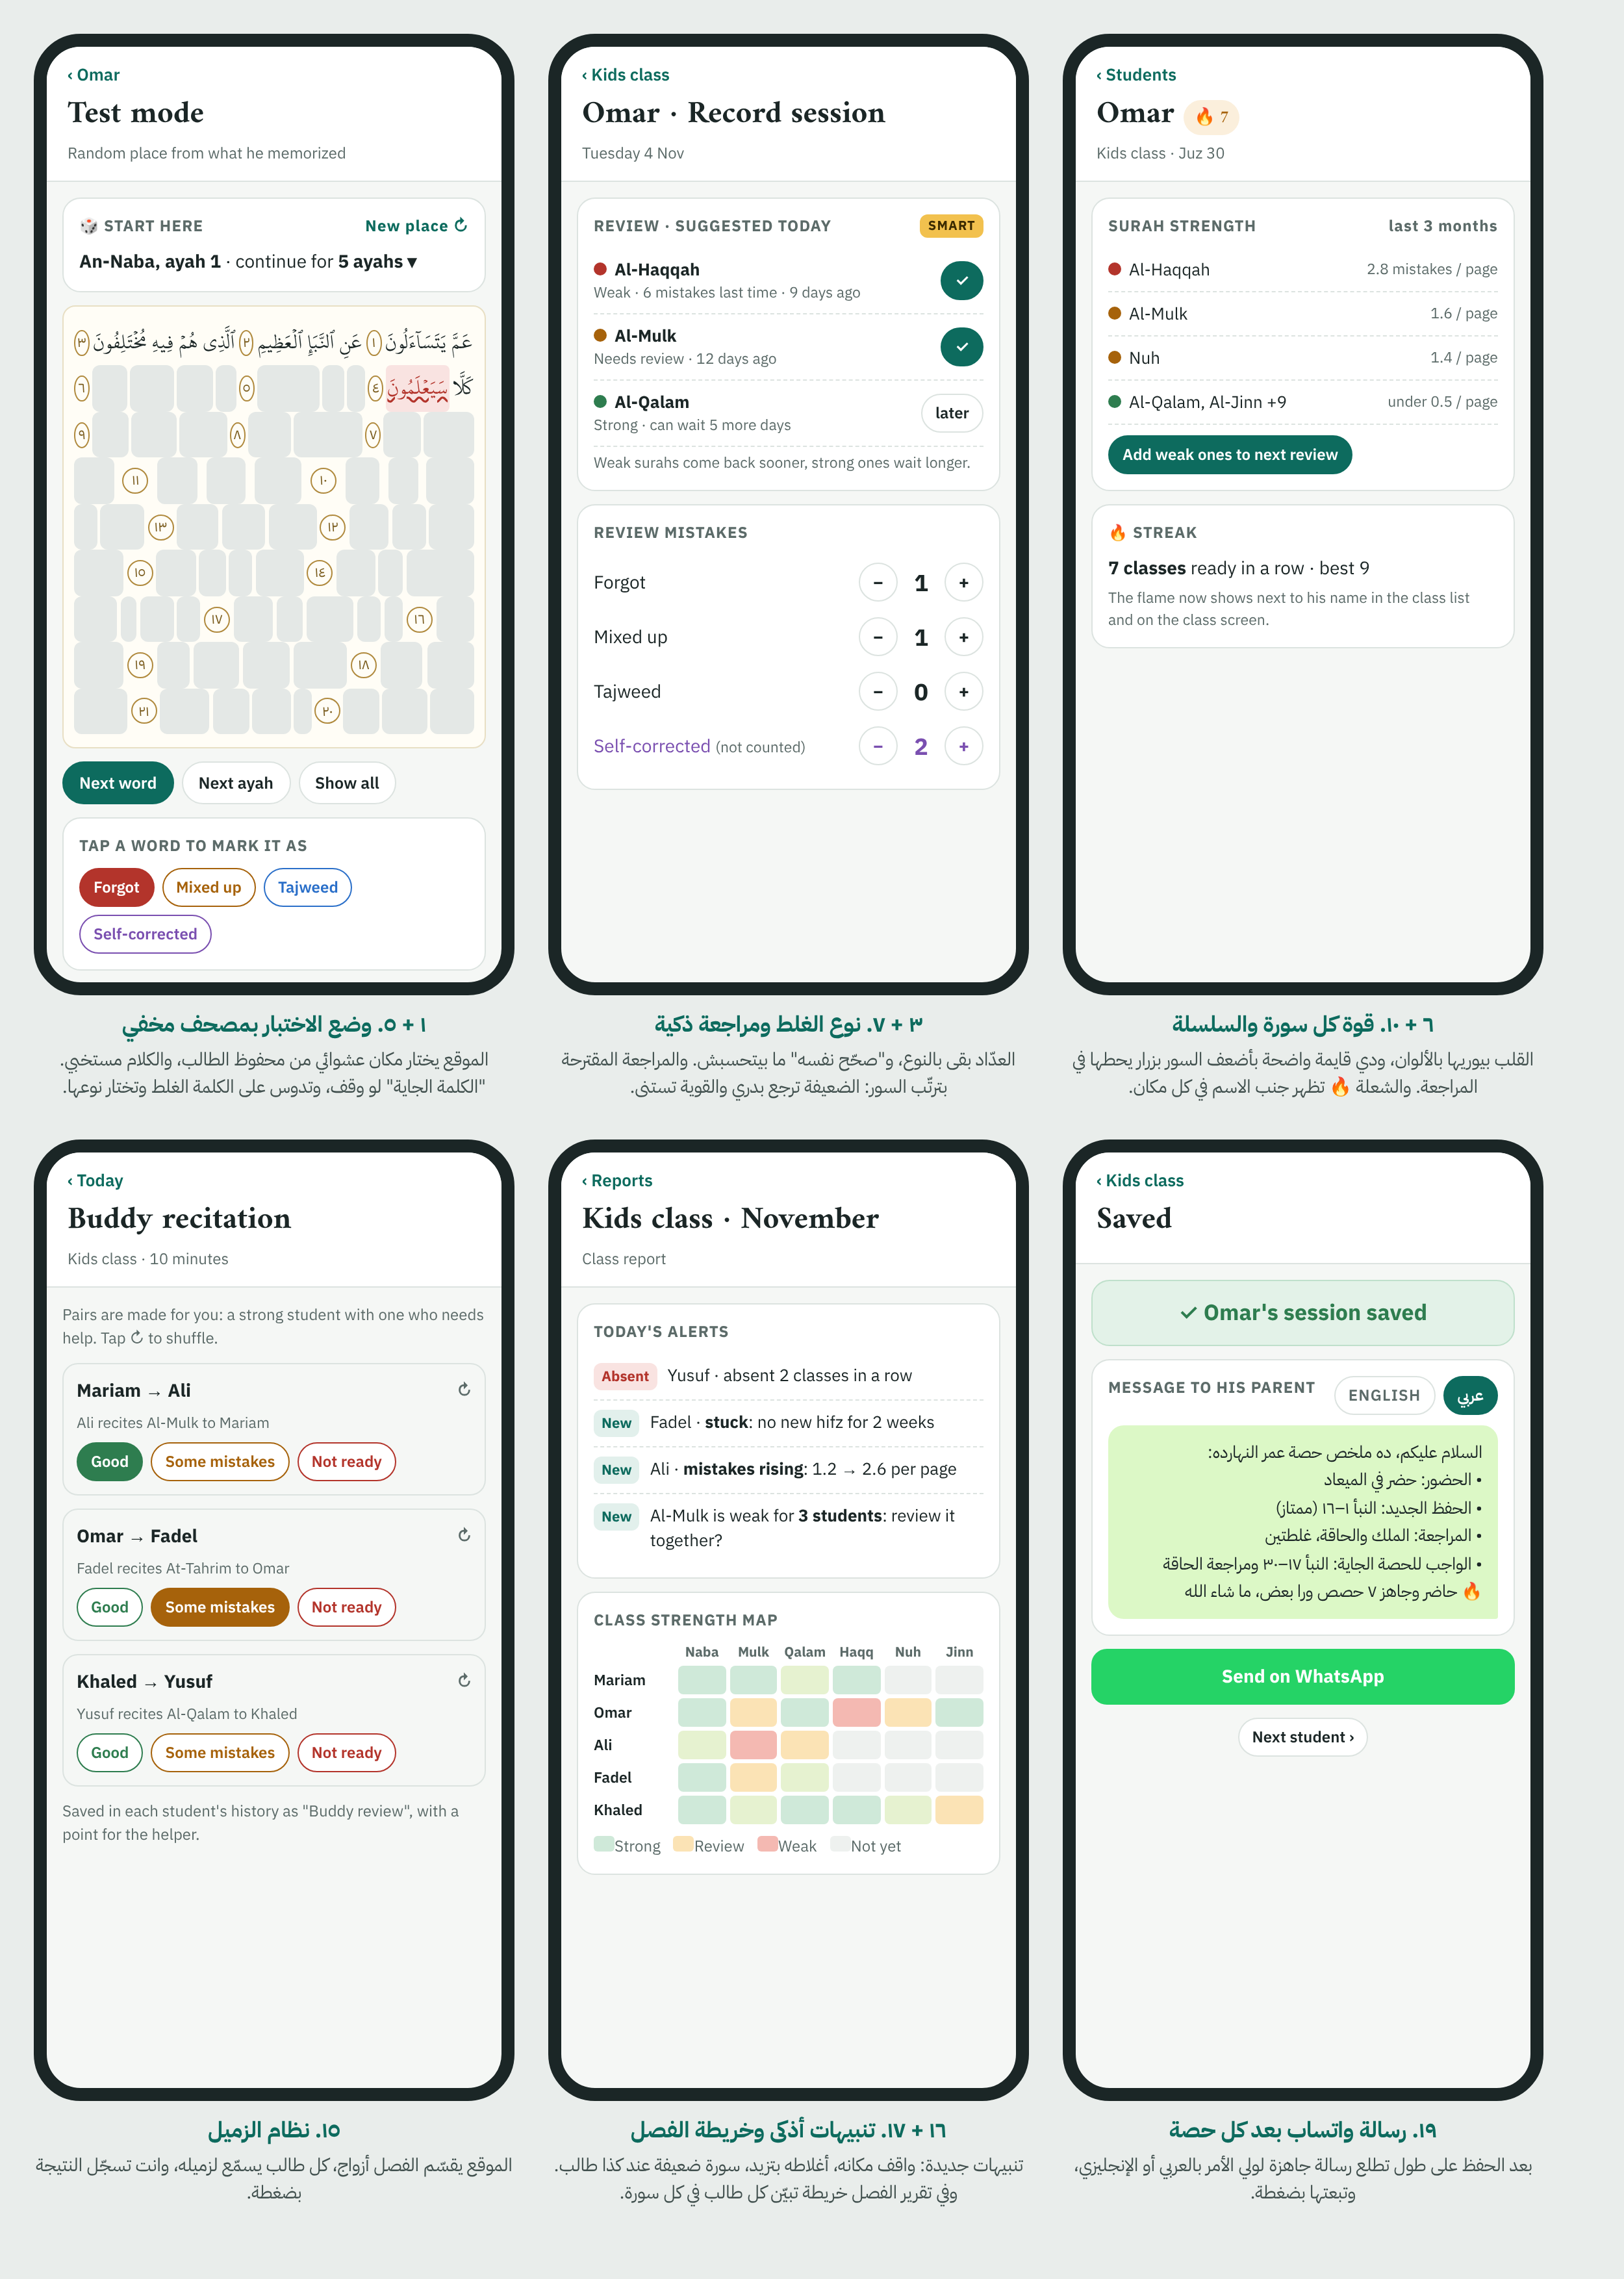 ‹ Omar
Test mode
Random place from what he memorized
🎲 START HERE
New place ↻
An-Naba, ayah 1 · continue for 5 ayahs ▾
عَمَّ يَتَسَآءَلُونَ ١ عَنِ ٱلنَّبَإِ ٱلْعَظِيمِ ٢ ٱلَّذِى هُمْ فِيهِ مُخْتَلِفُونَ ٣
كَلَّا سَيَعْلَمُونَ ٤ ٥ ٦
٧ ٨ ٩
١٠ ١١
١٢ ١٣
١٤ ١٥
١٦ ١٧
١٨ ١٩
٢٠ ٢١
Next word
Next ayah
Show all
TAP A WORD TO MARK IT AS
Forgot
Mixed up
Tajweed
Self-corrected
١ + ٥. وضع الاختبار بمصحف مخفي
الموقع يختار مكان عشوائي من محفوظ الطالب، والكلام مستخبي.
"الكلمة الجاية" لو وقف، وتدوس على الكلمة الغلط وتختار نوعها.
‹ Kids class
Omar · Record session
Tuesday 4 Nov
REVIEW · SUGGESTED TODAY
SMART
Al-Haqqah
Weak · 6 mistakes last time · 9 days ago
✓
Al-Mulk
Needs review · 12 days ago
✓
Al-Qalam
Strong · can wait 5 more days
later
Weak surahs come back sooner, strong ones wait longer.
REVIEW MISTAKES
Forgot − 1 +
Mixed up − 1 +
Tajweed − 0 +
Self-corrected (not counted) − 2 +
٣ + ٧. نوع الغلط ومراجعة ذكية
العدّاد بقى بالنوع، و"صحّح نفسه" ما بيتحسبش. والمراجعة المقترحة
بترتّب السور: الضعيفة ترجع بدري والقوية تستنى.
‹ Students
Omar 🔥 7
Kids class · Juz 30
SURAH STRENGTH
last 3 months
Al-Haqqah 2.8 mistakes / page
Al-Mulk 1.6 / page
Nuh 1.4 / page
Al-Qalam, Al-Jinn +9 under 0.5 / page
Add weak ones to next review
🔥 STREAK
7 classes ready in a row · best 9
The flame now shows next to his name in the class list
and on the class screen.
٦ + ١٠. قوة كل سورة والسلسلة
القلب بيوريها بالألوان، ودي قايمة واضحة بأضعف السور بزرار يحطها في
المراجعة. والشعلة 🔥 تظهر جنب الاسم في كل مكان.
‹ Today
Buddy recitation
Kids class · 10 minutes
Pairs are made for you: a strong student with one who needs
help. Tap ↻ to shuffle.
Mariam → Ali ↻
Ali recites Al-Mulk to Mariam
Good
Some mistakes
Not ready
Omar → Fadel ↻
Fadel recites At-Tahrim to Omar
Good
Some mistakes
Not ready
Khaled → Yusuf ↻
Yusuf recites Al-Qalam to Khaled
Good
Some mistakes
Not ready
Saved in each student's history as "Buddy review", with a
point for the helper.
١٥. نظام الزميل
الموقع يقسّم الفصل أزواج، كل طالب يسمّع لزميله، وانت تسجّل النتيجة
بضغطة.
‹ Reports
Kids class · November
Class report
TODAY'S ALERTS
Absent Yusuf · absent 2 classes in a row
New Fadel · stuck: no new hifz for 2 weeks
New Ali · mistakes rising: 1.2 → 2.6 per page
New Al-Mulk is weak for 3 students: review it
together?
CLASS STRENGTH MAP
Naba Mulk Qalam Haqq Nuh Jinn
Mariam
Omar
Ali
Fadel
Khaled
Strong Review Weak Not yet
١٦ + ١٧. تنبيهات أذكى وخريطة الفصل
تنبيهات جديدة: واقف مكانه، أغلاطه بتزيد، سورة ضعيفة عند كذا طالب.
وفي تقرير الفصل خريطة تبيّن كل طالب في كل سورة.
‹ Kids class
Saved
✓ Omar's session saved
MESSAGE TO HIS PARENT
ENGLISH
عربي
السلام عليكم، ده ملخص حصة عمر النهارده:
• الحضور: حضر في الميعاد
• الحفظ الجديد: النبأ ١–١٦ (ممتاز)
• المراجعة: الملك والحاقة، غلطتين
• الواجب للحصة الجاية: النبأ ١٧–٣٠ ومراجعة الحاقة
🔥 حاضر وجاهز ٧ حصص ورا بعض، ما شاء الله
Send on WhatsApp
Next student ›
١٩. رسالة واتساب بعد كل حصة
بعد الحفظ على طول تطلع رسالة جاهزة لولي الأمر بالعربي أو الإنجليزي،
وتبعتها بضغطة.